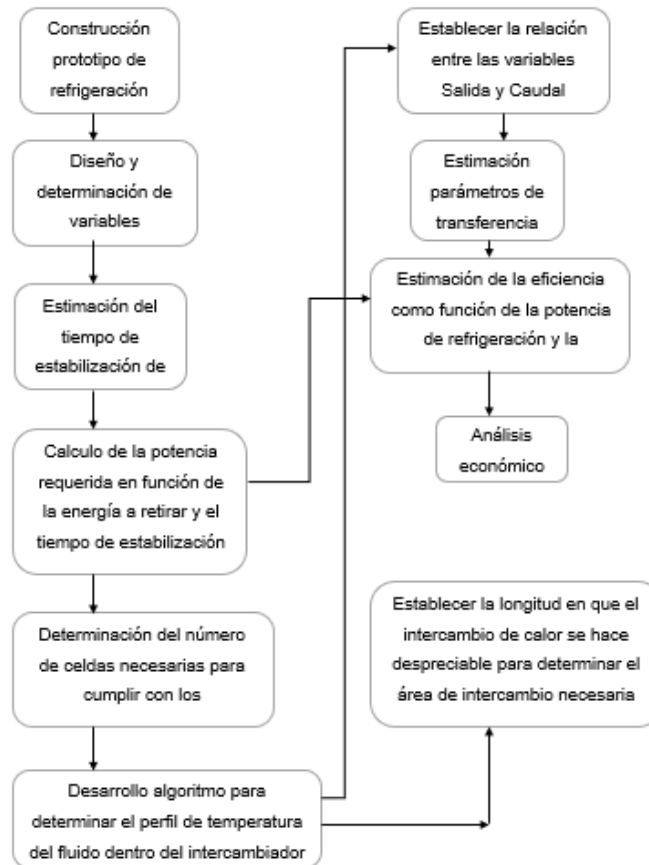 Construcción
prototipo de
refrigeración
Diseño y
determinación de
variables
Estimación del
tiempo de
estabilización de
Calculo de la potencia
requerida en función de
la energía a retirar y el
tiempo de estabilización
Determinación del número
de celdas necesarias para
cumplir con los
Desarrollo algoritmo para
determinar el perfil de temperatura
del fluido dentro del intercambiador
Establecer la relación
entre las variables
Salida y Caudal
Estimación
parámetros de
transferencia
Estimación de la eficiencia
como función de la potencia
de refrigeración y la
Análisis
económico
Establecer la longitud en que el
intercambio de calor se hace
despreciable para determinar el
área de intercambio necesaria